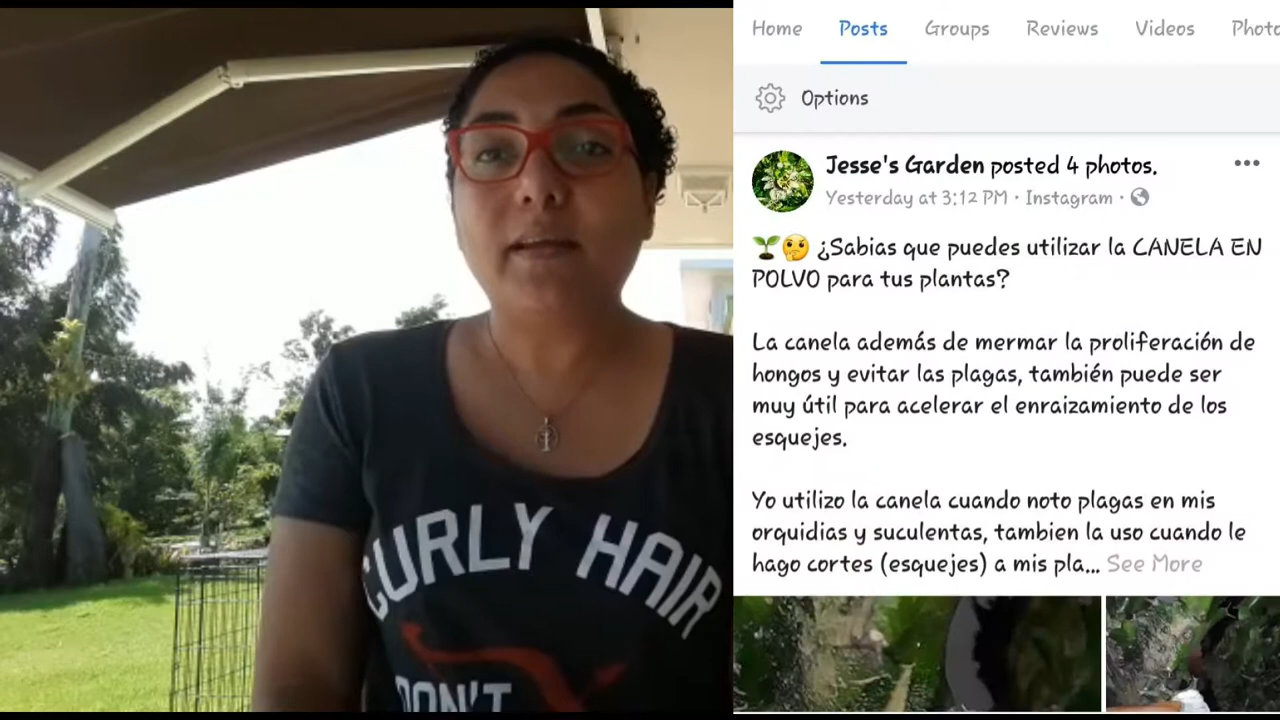 CURLY HAIR
DON'T
Home Posts Groups Reviews Videos Photo
Options
Jesse's Garden posted 4 photos.
Yesterday at 3:12 PM · Instagram ·
¿Sabias que puedes utilizar la CANELA EN
POLVO para tus plantas?
La canela además de mermar la proliferación de
hongos y evitar las plagas, también puede ser
muy útil para acelerar el enraizamiento de los
esquejes.
Yo utilizo la canela cuando noto plagas en mis
orquidias y suculentas, tambien la uso cuando le
hago cortes (esquejes) a mis pla... See More